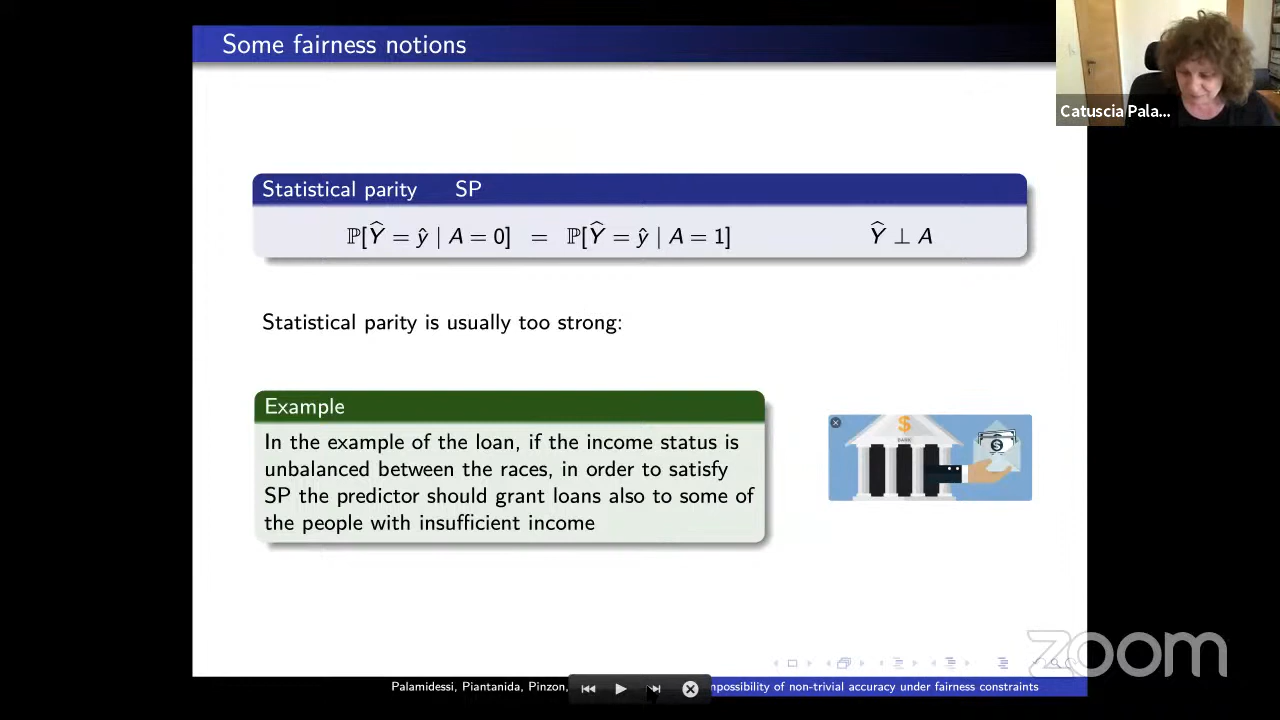 Some fairness notions
Catuscia Pala...
Statistical parity SP
ℙ[Ŷ = ŷ | A = 0] = ℙ[Ŷ = ŷ | A = 1] Ŷ ⊥ A
Statistical parity is usually too strong:
Example
In the example of the loan, if the income status is
unbalanced between the races, in order to satisfy
SP the predictor should grant loans also to some of
the people with insufficient income
$
BANK
$
zoom
Palamidessi, Piantanida, Pinzon, mpossibility of non-trivial accuracy under fairness constraints